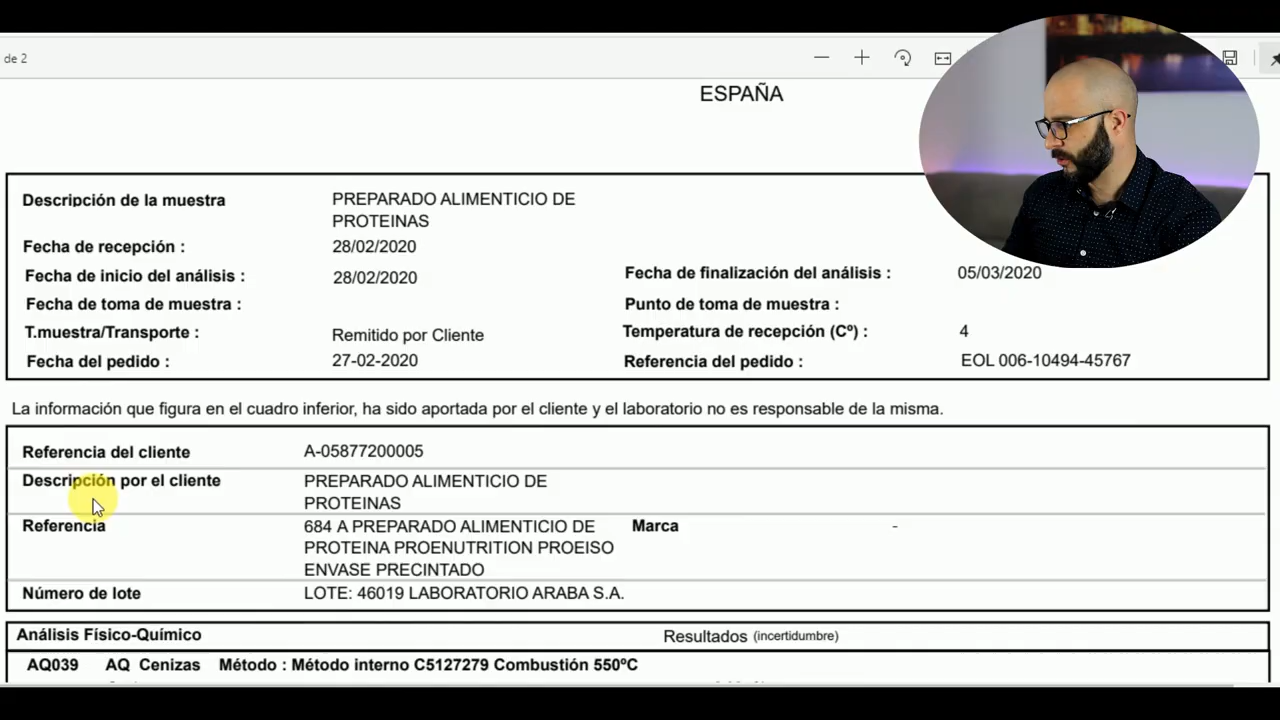 de 2
ESPAÑA
Descripción de la muestra PREPARADO ALIMENTICIO DE
PROTEINAS
Fecha de recepción : 28/02/2020
Fecha de inicio del análisis : 28/02/2020 Fecha de finalización del análisis : 05/03/2020
Fecha de toma de muestra : Punto de toma de muestra :
T.muestra/Transporte : Remitido por Cliente Temperatura de recepción (Cº) : 4
Fecha del pedido : 27-02-2020 Referencia del pedido : EOL 006-10494-45767
La información que figura en el cuadro inferior, ha sido aportada por el cliente y el laboratorio no es responsable de la misma.
Referencia del cliente A-05877200005
Descripción por el cliente PREPARADO ALIMENTICIO DE
PROTEINAS
Referencia 684 A PREPARADO ALIMENTICIO DE Marca -
PROTEINA PROENUTRITION PROEISO
ENVASE PRECINTADO
Número de lote LOTE: 46019 LABORATORIO ARABA S.A.
Análisis Físico-Químico Resultados (incertidumbre)
AQ039 AQ Cenizas Método : Método interno C5127279 Combustión 550ºC